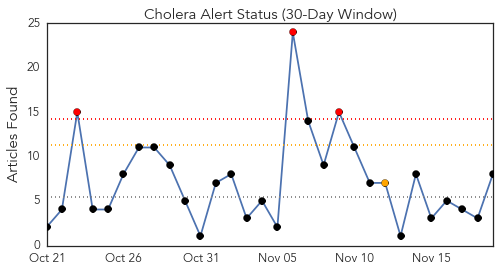 Cholera Alert Status (30-Day Window)
Articles Found
25
20
15
10
5
0
Oct 21 Oct 26 Oct 31 Nov 05 Nov 10 Nov 15